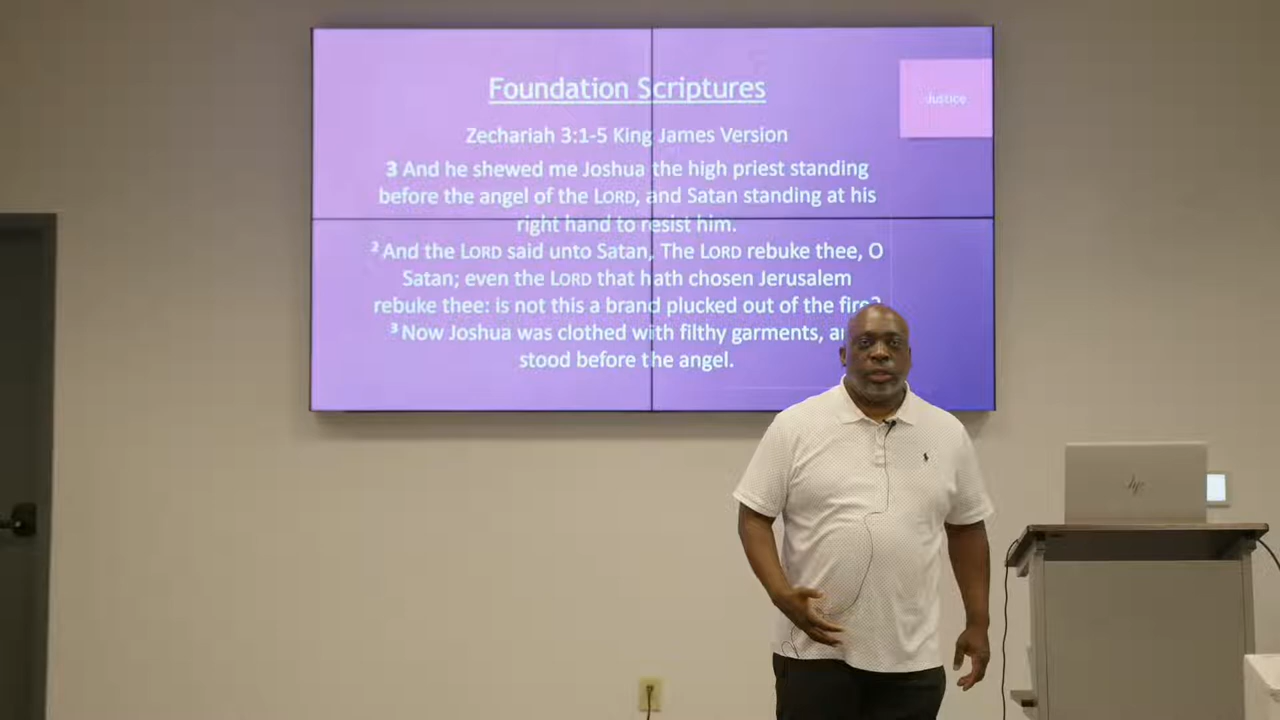 Foundation Scriptures
Justice
Zechariah 3:1-5 King James Version
3 And he shewed me Joshua the high priest standing
before the angel of the LORD, and Satan standing at his
right hand to resist him.
² And the LORD said unto Satan, The LORD rebuke thee, O
Satan; even the LORD that hath chosen Jerusalem
rebuke thee: is not this a brand plucked out of the fire?
³ Now Joshua was clothed with filthy garments,
stood before the angel.
hp